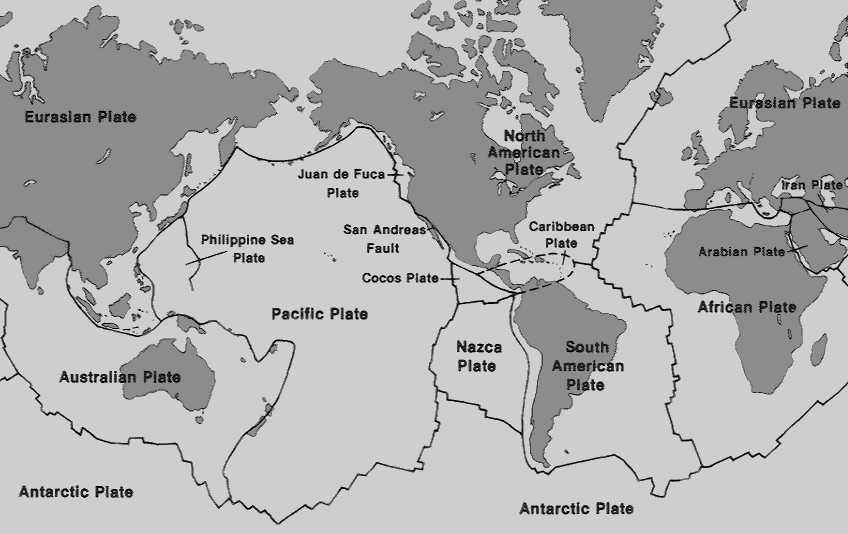 Eurasian Plate
Eurasian Plate
North
American
Plate
Juan de Fuca
Plate
Iran Plate
San Andreas
Fault
Caribbean
Plate
Philippine Sea
Plate
Arabian Plate
Cocos Plate
Pacific Plate
African Plate
Nazca
Plate
South
American
Plate
Australian Plate
Antarctic Plate
Antarctic Plate